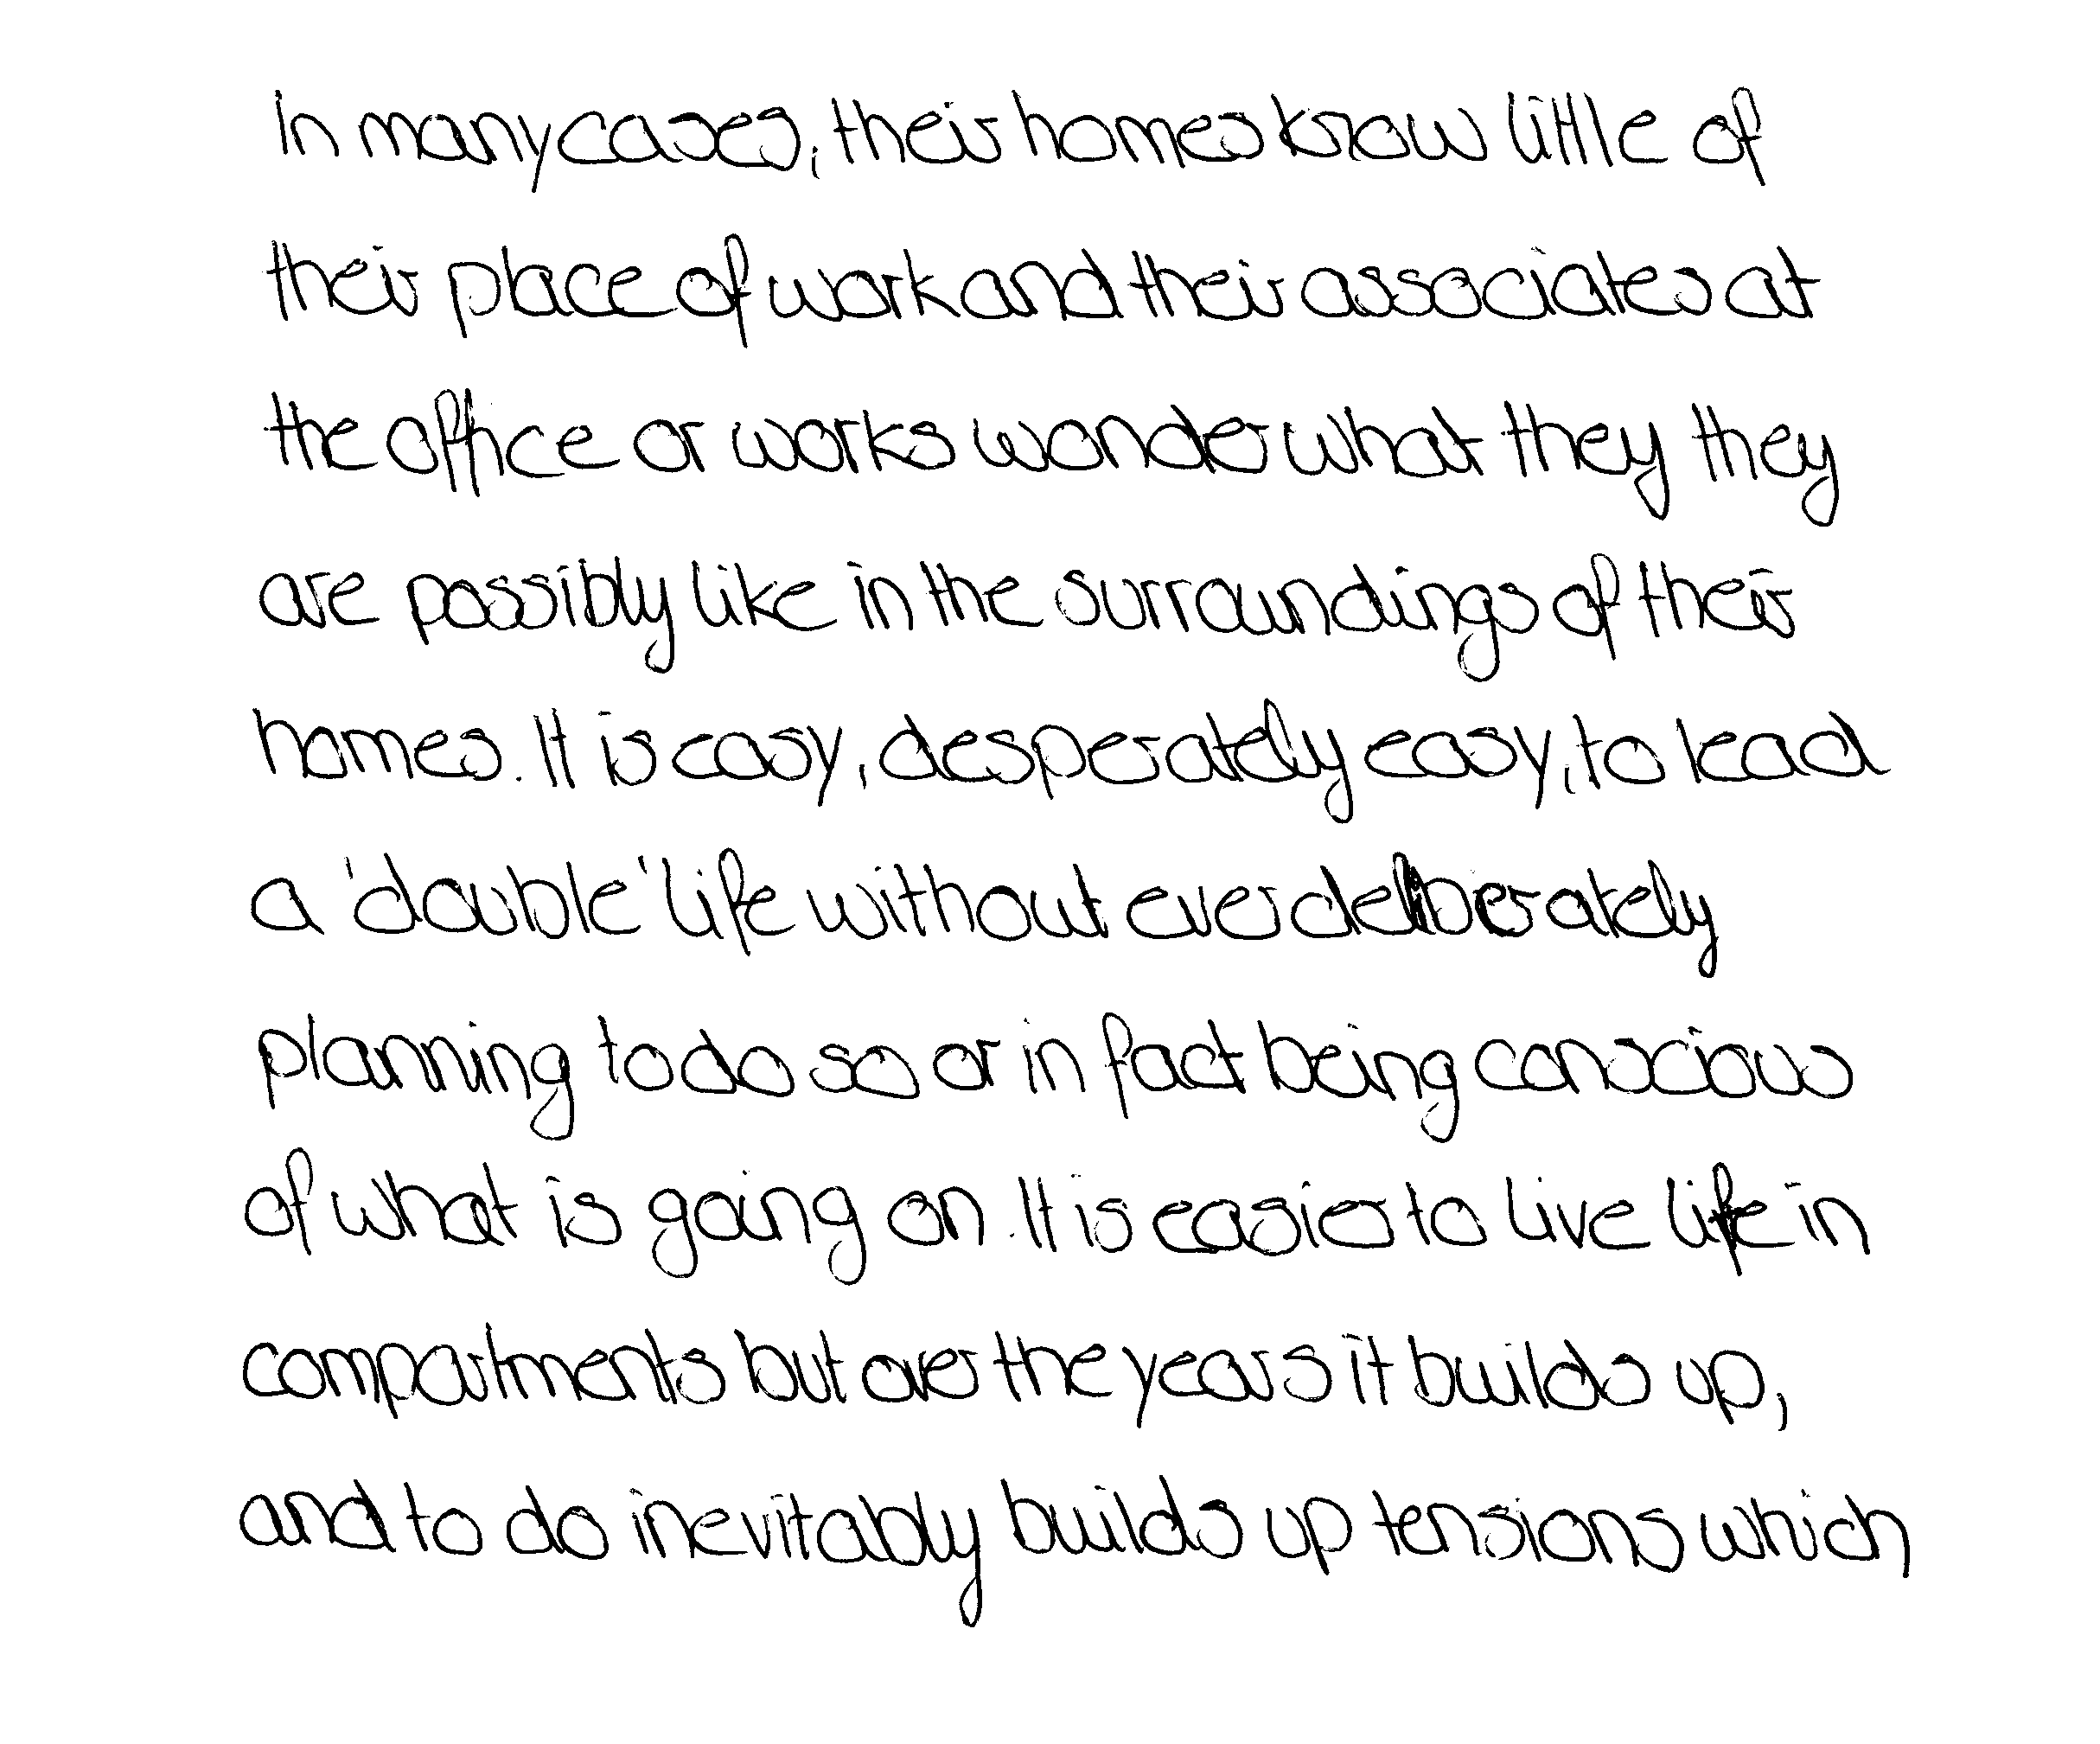 In many cases, their homes know little of
their place of work and their associates at
the office or works wonder what they they
are possibly like in the surroundings of their
homes. It is easy, desperately easy, to lead
a 'double' life without ever deliberately
planning to do so or in fact being conscious
of what is going on. It is easier to live life in
compartments but over the years it builds up,
and to do inevitably builds up tensions which